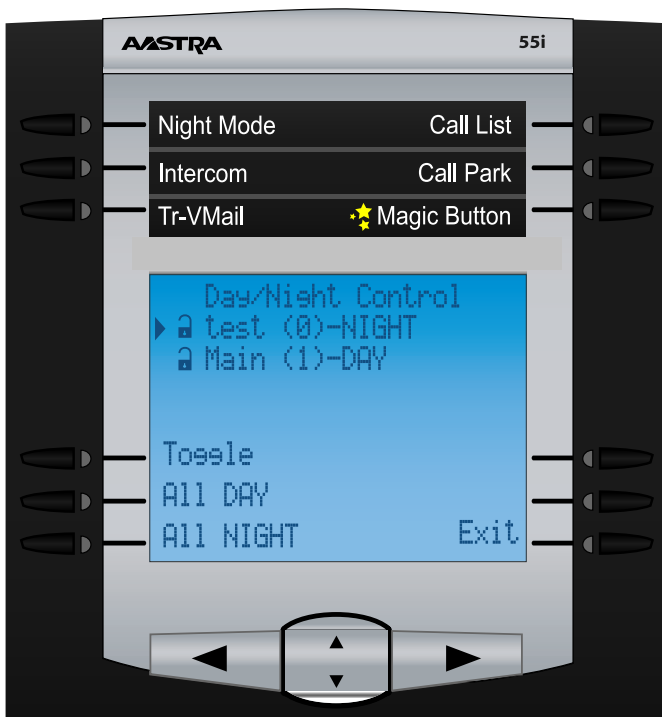 AASTRA 55i
Night Mode Call List
Intercom Call Park
Tr-VMail Magic Button
Day/Night Control
test (0)-NIGHT
Main (1)-DAY
Toggle
All DAY
All NIGHT Exit